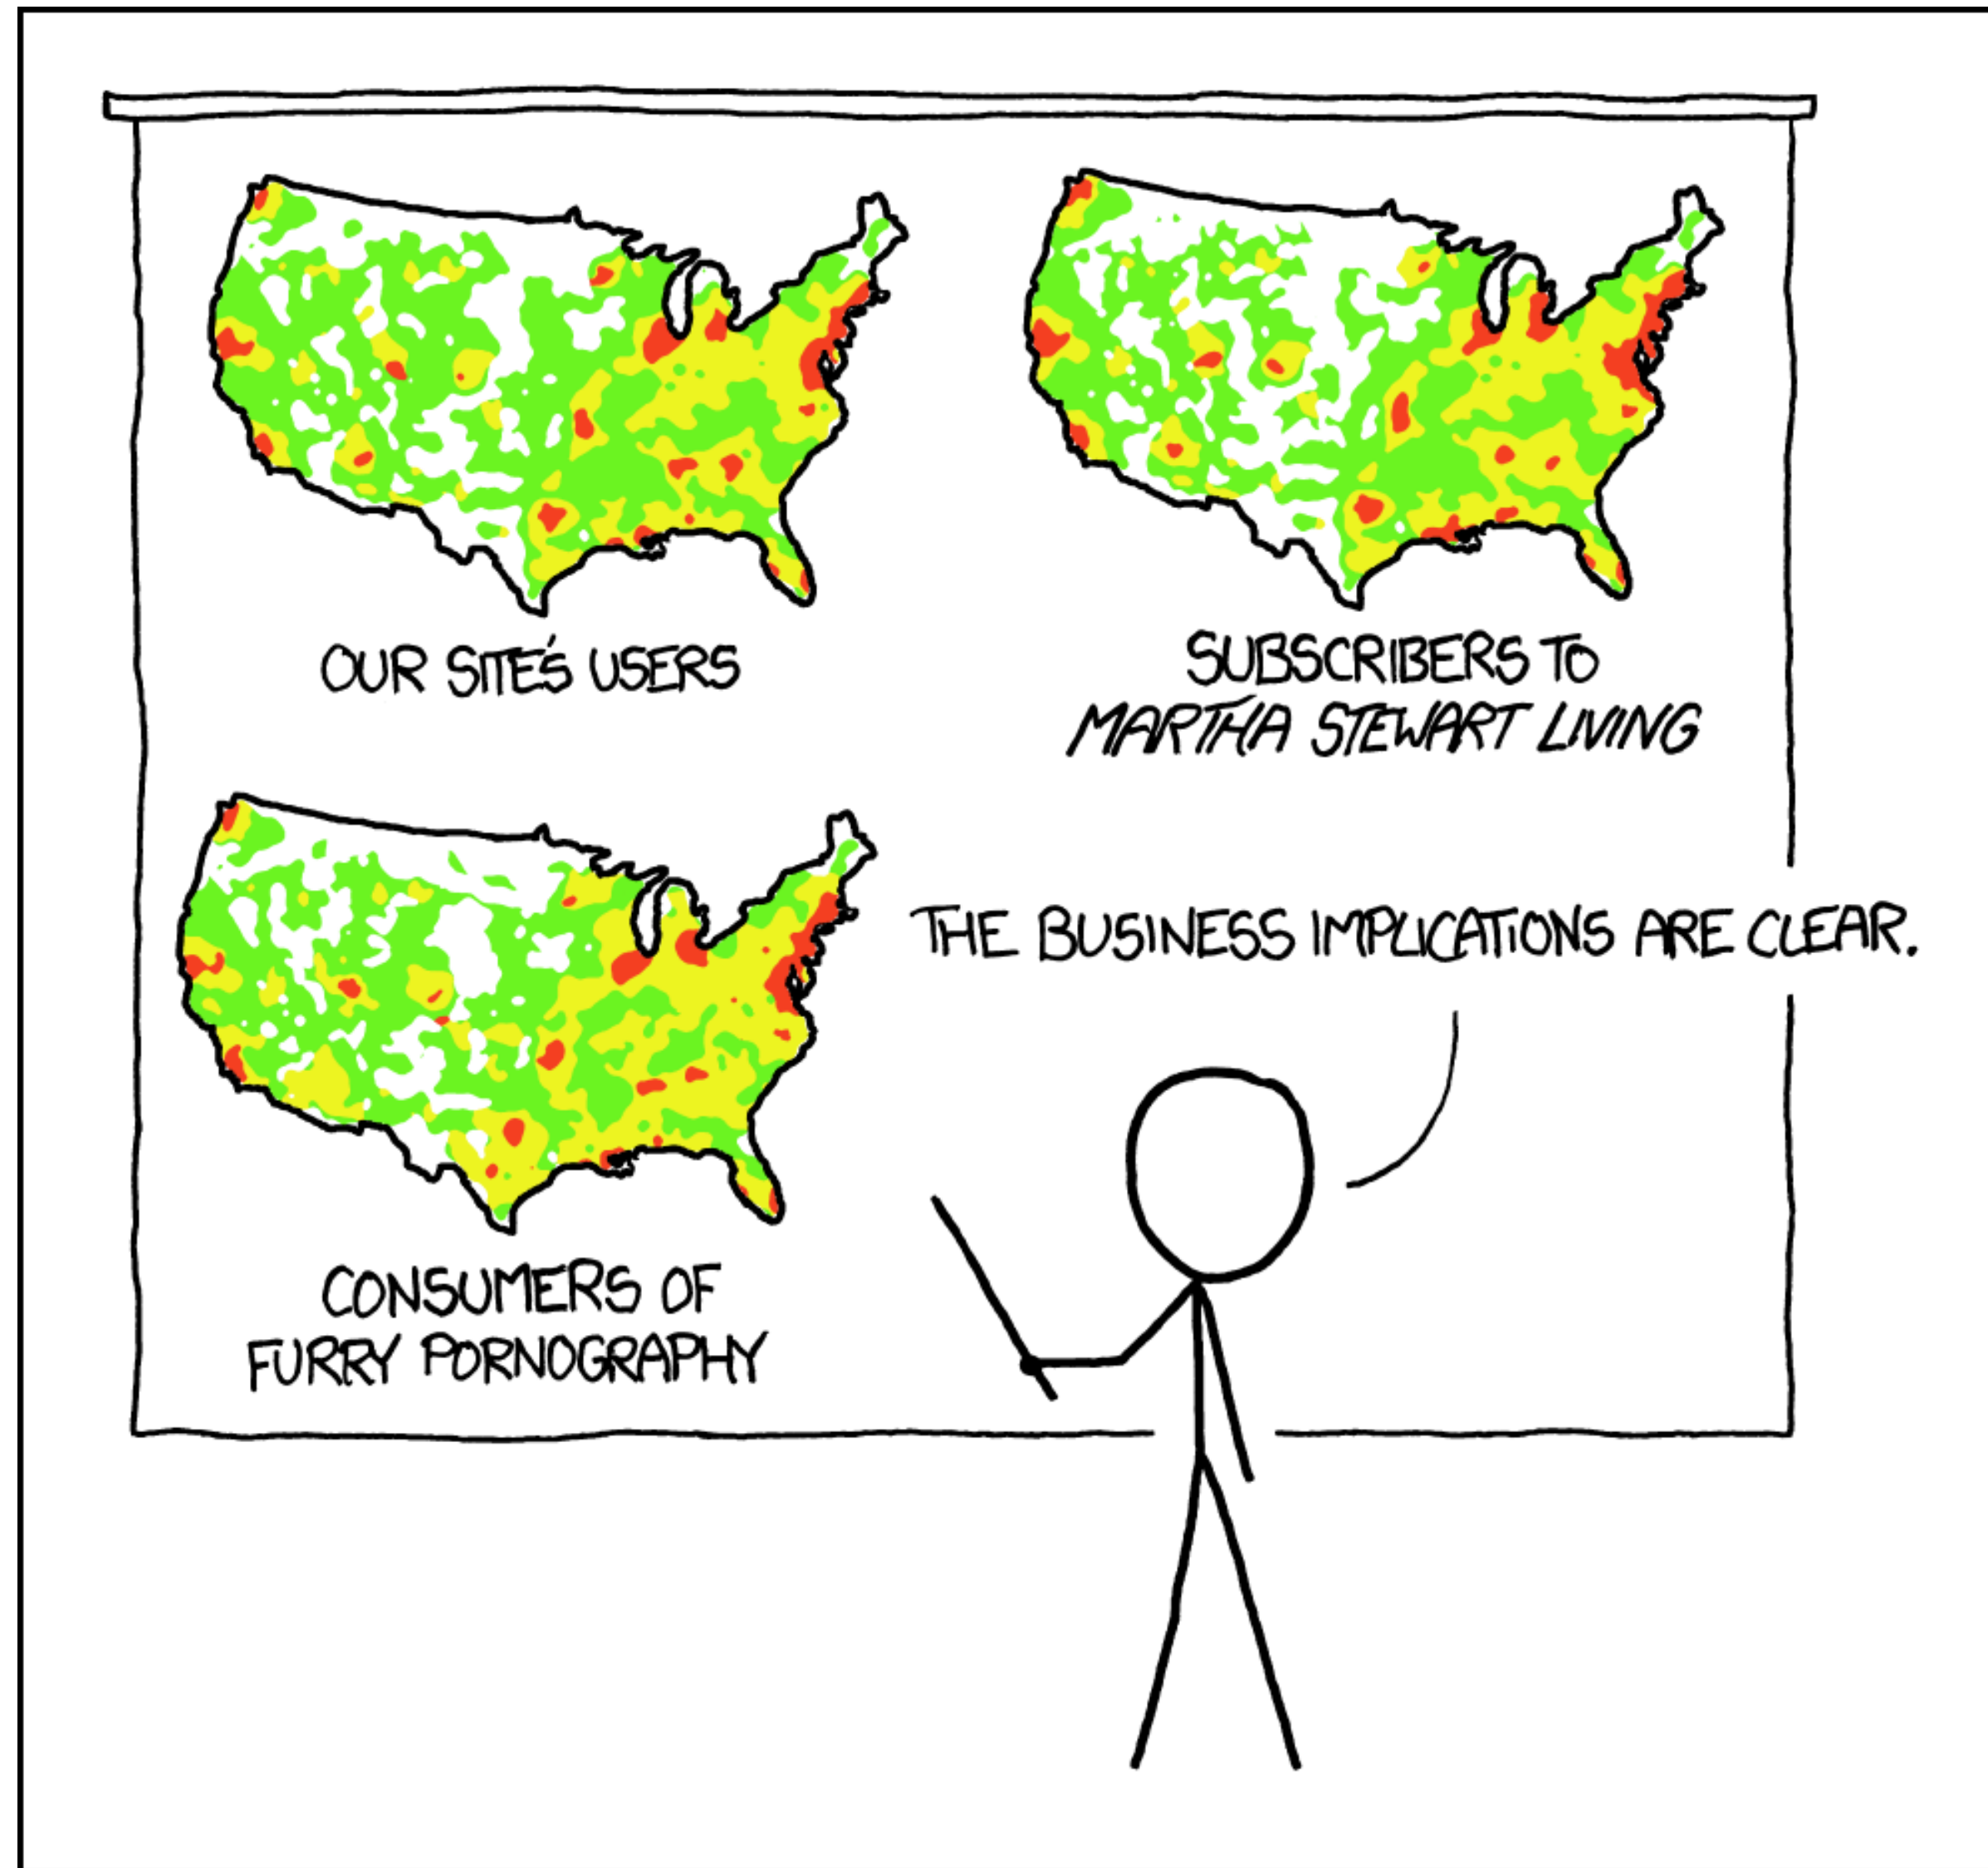 OUR SITE'S USERS
SUBSCRIBERS TO
MARTHA STEWART LIVING
CONSUMERS OF
FURRY PORNOGRAPHY
THE BUSINESS IMPLICATIONS ARE CLEAR.